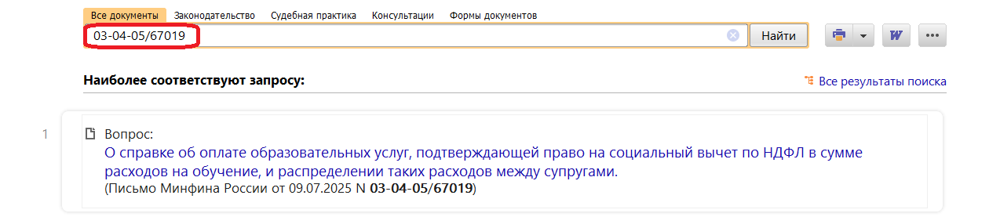 Все документы Законодательство Судебная практика Консультации Формы документов
03-04-05/67019 Найти W
Наиболее соответствуют запросу: Все результаты поиска
1 Вопрос:
О справке об оплате образовательных услуг, подтверждающей право на социальный вычет по НДФЛ в сумме
расходов на обучение, и распределении таких расходов между супругами.
(Письмо Минфина России от 09.07.2025 N 03-04-05/67019)